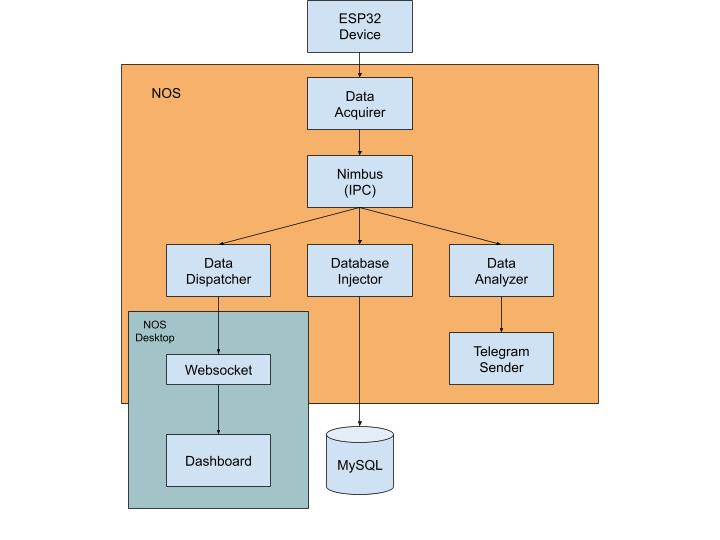 ESP32
Device
NOS
Data
Acquirer
Nimbus
(IPC)
Data
Dispatcher
Database
Injector
Data
Analyzer
NOS
Desktop
Telegram
Sender
Websocket
Dashboard
MySQL